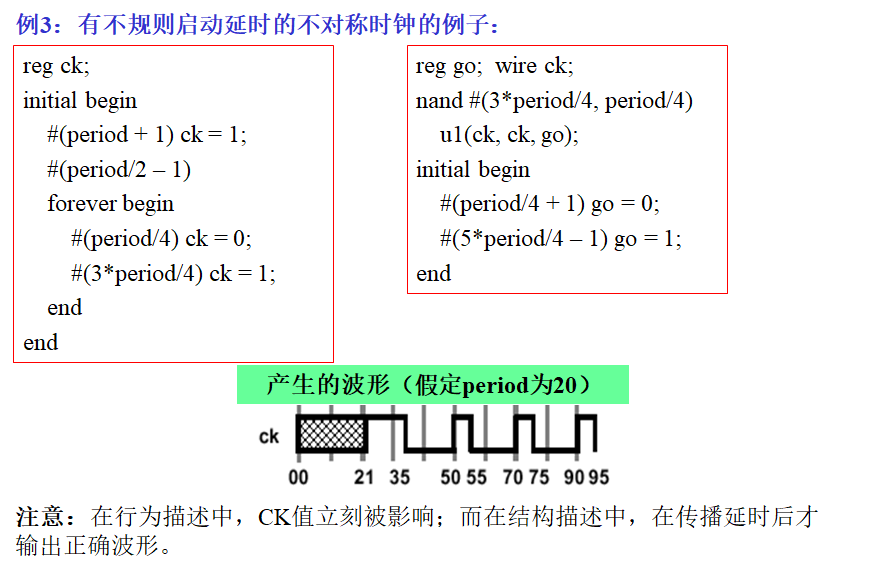 例3：有不规则启动延时的不对称时钟的例子：
reg ck;
initial begin
#(period + 1) ck = 1;
#(period/2 – 1)
forever begin
#(period/4) ck = 0;
#(3*period/4) ck = 1;
end
end
reg go; wire ck;
nand #(3*period/4, period/4)
u1(ck, ck, go);
initial begin
#(period/4 + 1) go = 0;
#(5*period/4 – 1) go = 1;
end
产生的波形（假定period为20）
ck
00 21 35 50 55 70 75 90 95
注意：在行为描述中，CK值立刻被影响；而在结构描述中，在传播延时后才
输出正确波形。